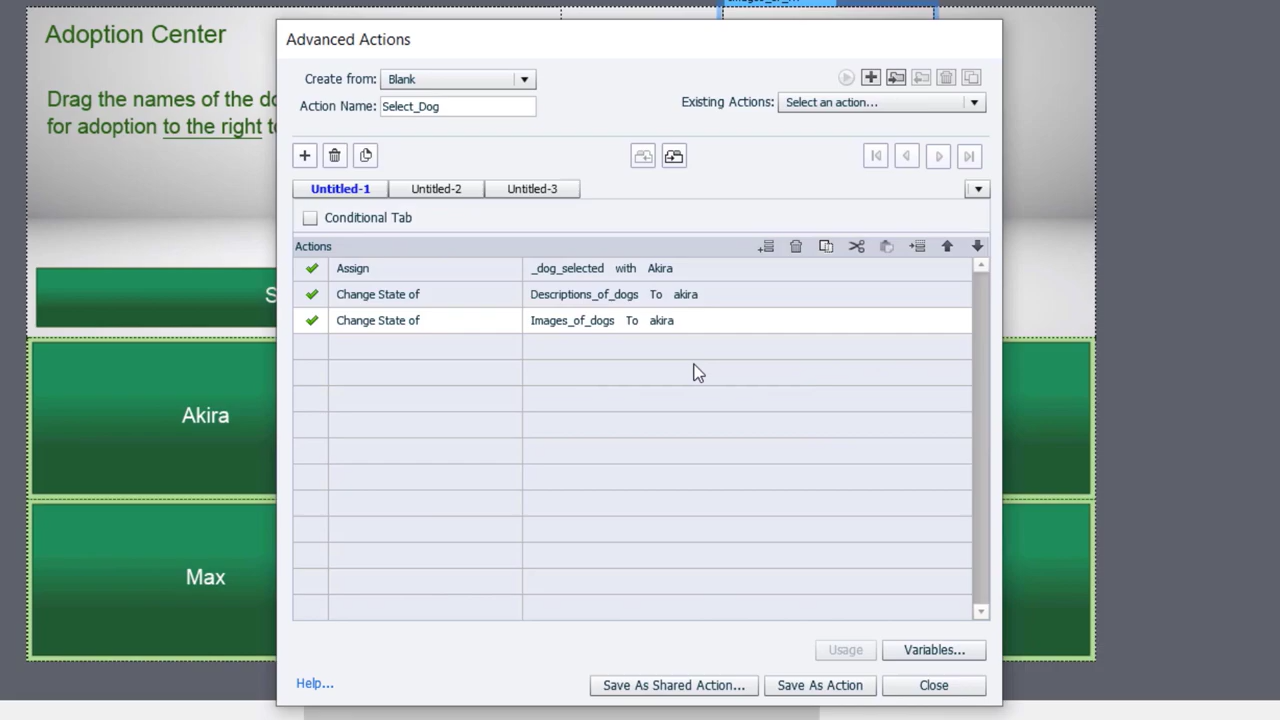 Adoption Center
Drag the names of the do
for adoption to the right t
S
Akira
Max
Advanced Actions
Create from: Blank
Action Name: Select_Dog
Existing Actions: Select an action...
Untitled-1 Untitled-2 Untitled-3
Conditional Tab
Actions
Assign _dog_selected with Akira
Change State of Descriptions_of_dogs To akira
Change State of Images_of_dogs To akira
Usage Variables...
Help... Save As Shared Action... Save As Action Close